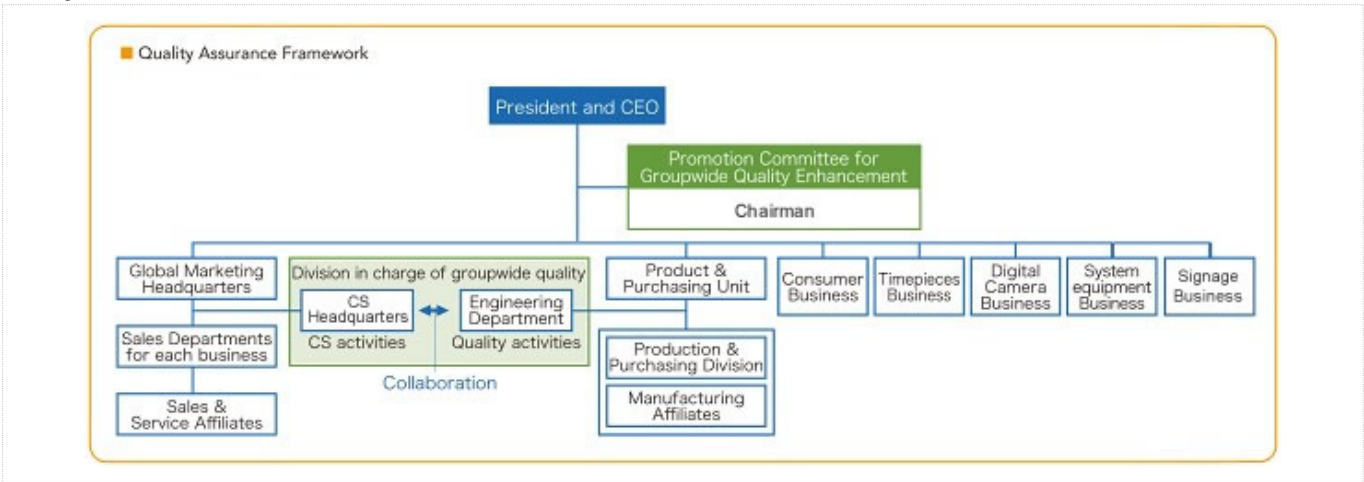 Quality Assurance Framework
President and CEO
Promotion Committee for
Groupwide Quality Enhancement
Chairman
Global Marketing
Headquarters
Division in charge of groupwide quality
CS
Headquarters
CS activities
Engineering
Department
Quality activities
Collaboration
Product &
Purchasing Unit
Consumer
Business
Timepieces
Business
Digital
Camera
Business
System
equipment
Business
Signage
Business
Sales Departments
for each business
Sales &
Service Affiliates
Production &
Purchasing Division
Manufacturing
Affiliates